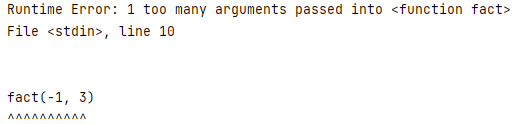 Runtime Error: 1 too many arguments passed into <function fact>
File <stdin>, line 10
fact(-1, 3)
^^^^^^^^^^